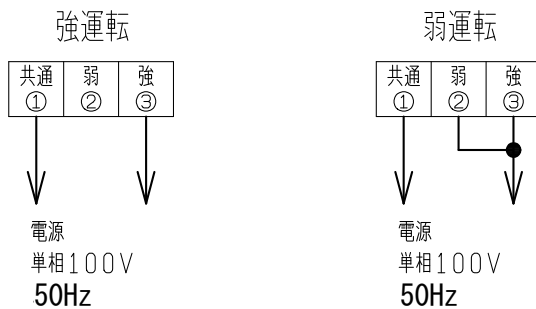 強運転
共通 弱 強
① ② ③
電源
単相100V
50Hz
弱運転
共通 弱 強
① ② ③
電源
単相100V
50Hz